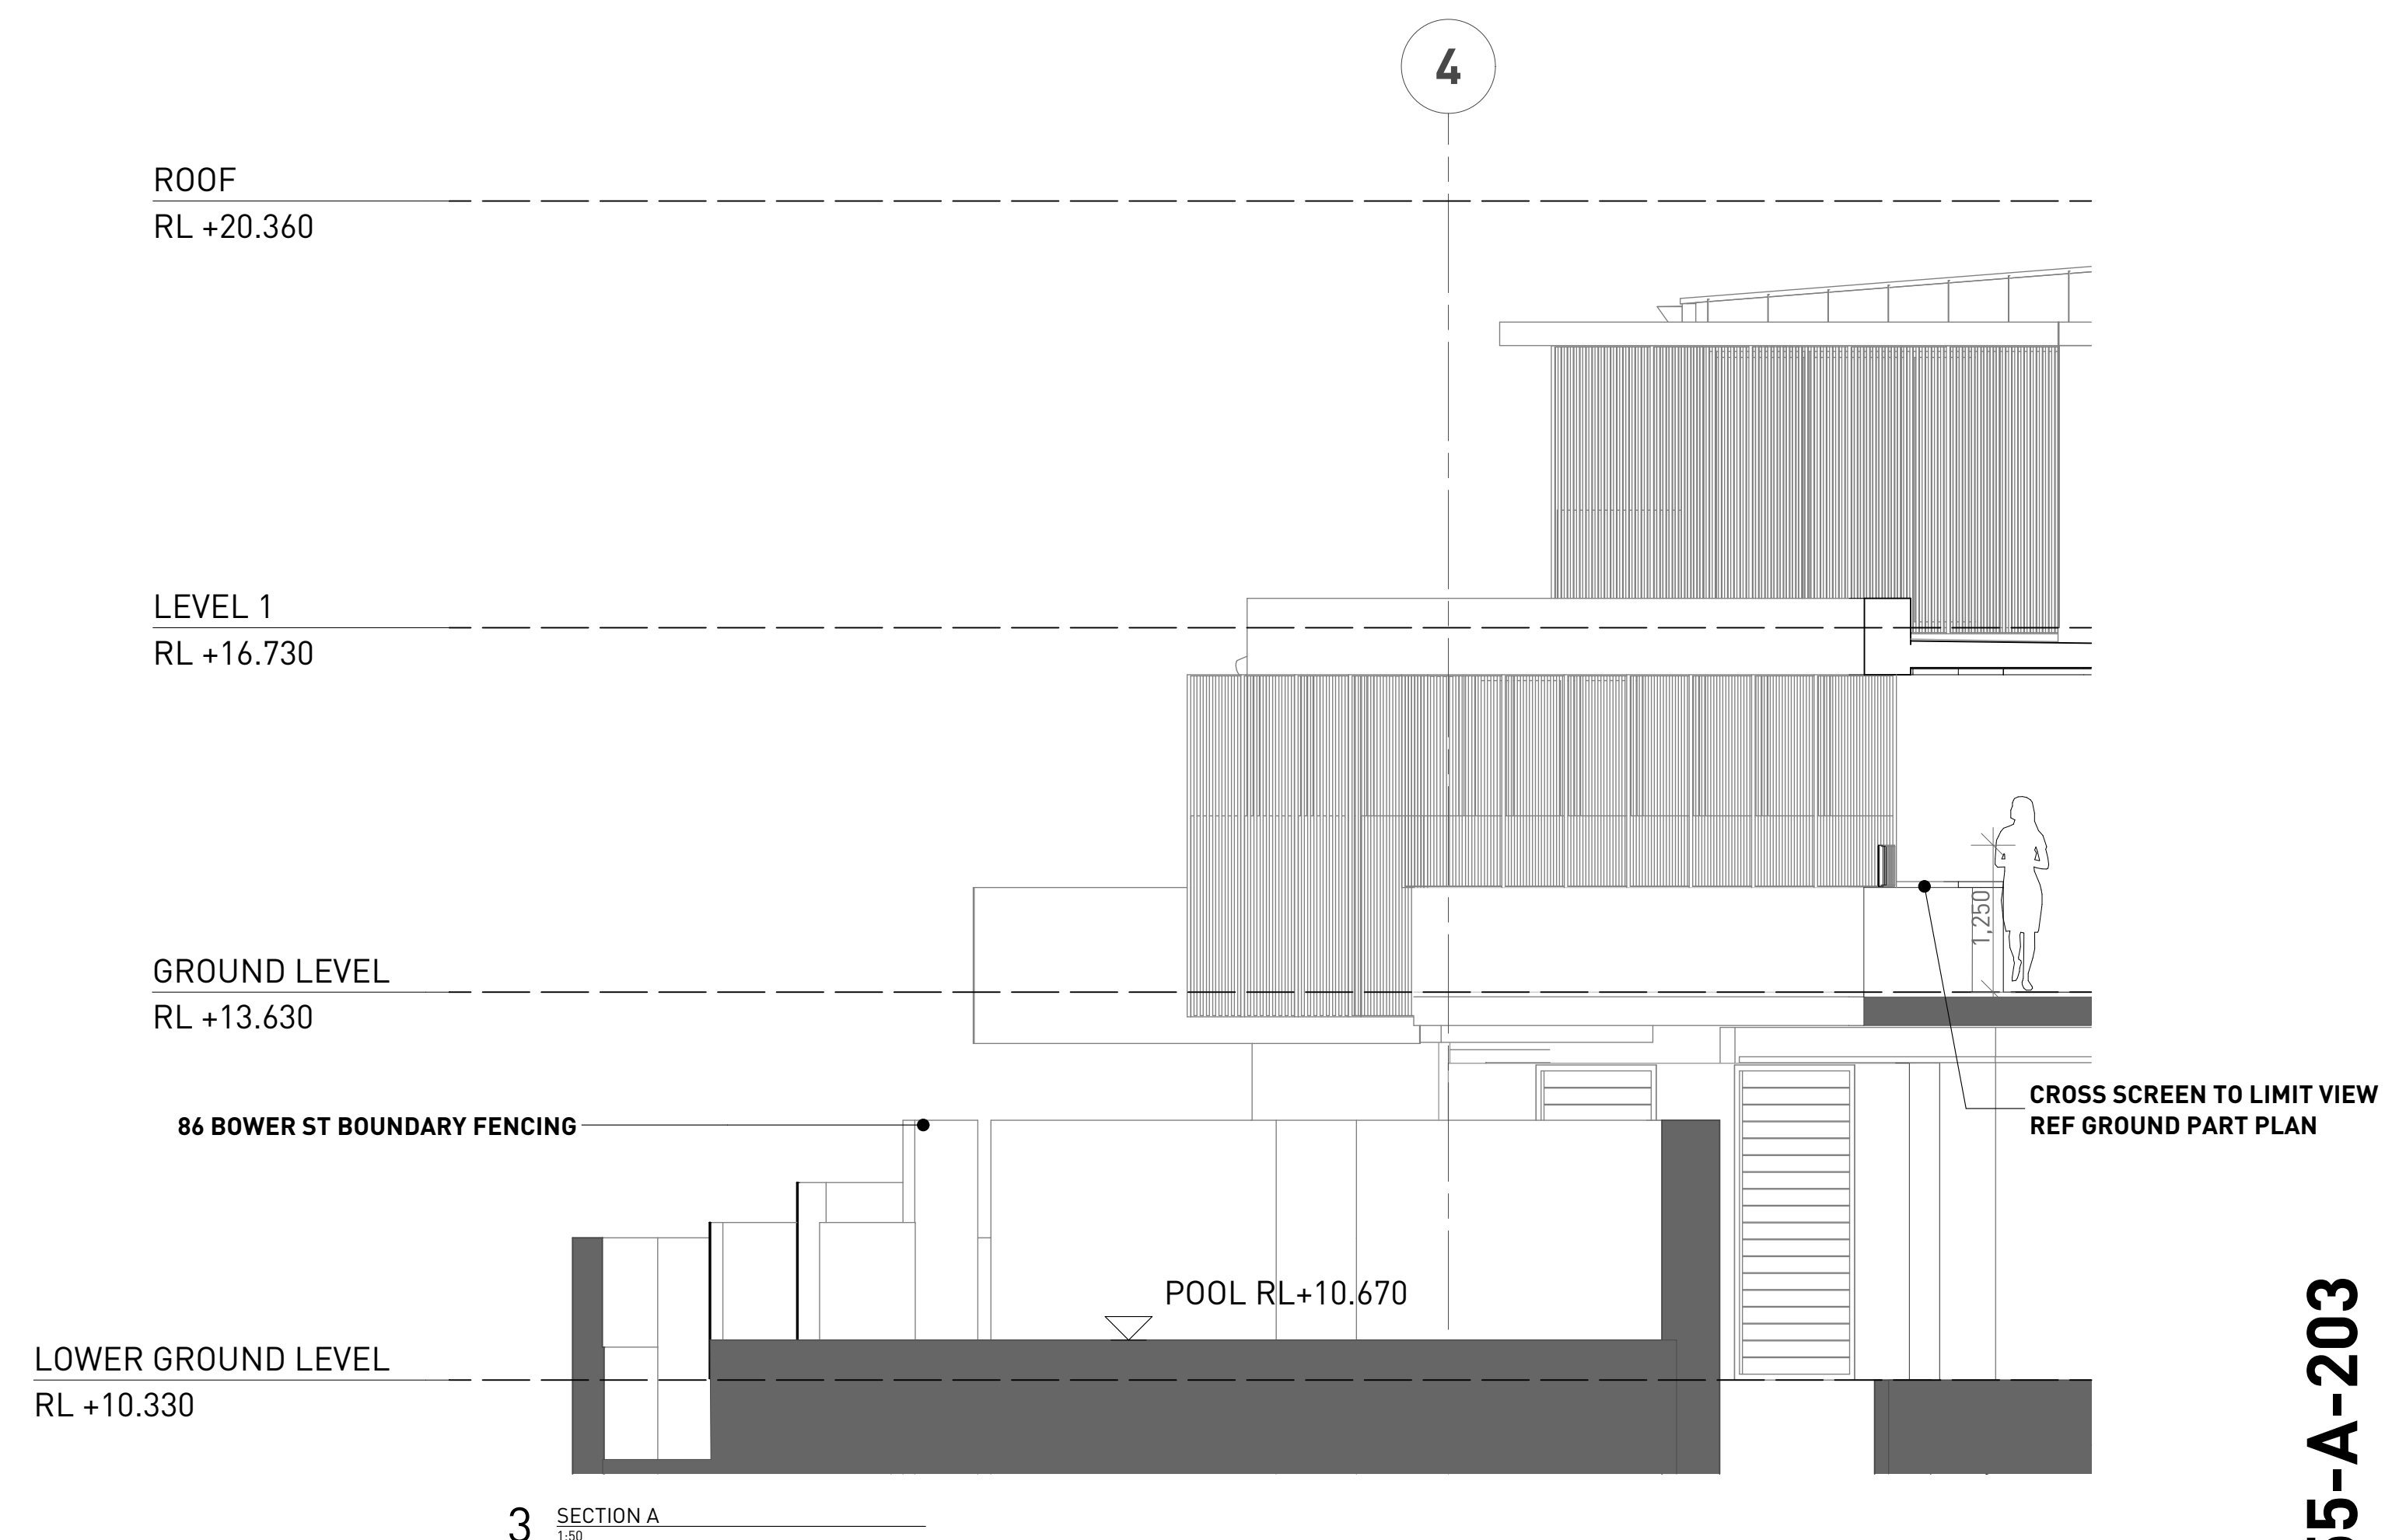 4
ROOF
RL +20.360
LEVEL 1
RL +16.730
GROUND LEVEL
RL +13.630
1,250
86 BOWER ST BOUNDARY FENCING
CROSS SCREEN TO LIMIT VIEW
REF GROUND PART PLAN
POOL RL+10.670
LOWER GROUND LEVEL
RL +10.330
3 SECTION A
1:50
5-A-203